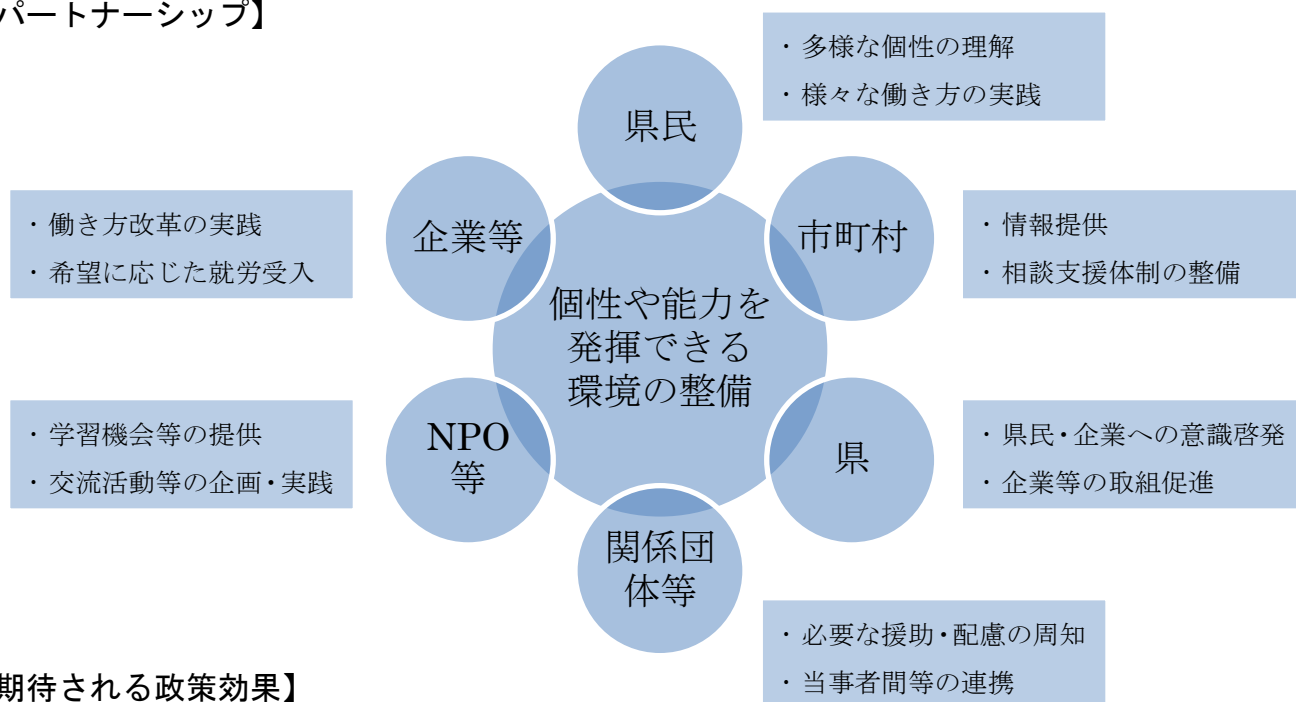 パートナーシップ】
・多様な個性の理解
・様々な働き方の実践
県民
企業等
・働き方改革の実践
・希望に応じた就労受入
市町村
・情報提供
・相談支援体制の整備
個性や能力を
発揮できる
環境の整備
NPO
等
・学習機会等の提供
・交流活動等の企画・実践
県
・県民・企業への意識啓発
・企業等の取組促進
関係団
体等
・必要な援助・配慮の周知
・当事者間等の連携
期待される政策効果】